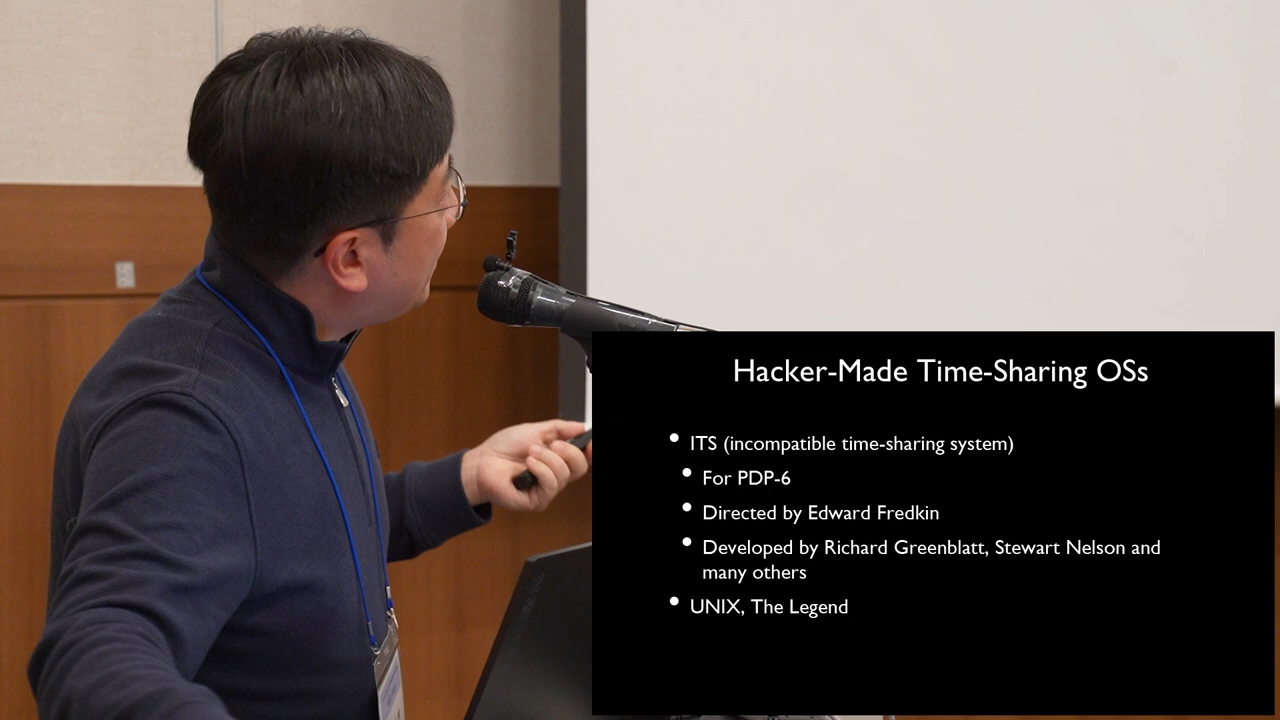 Hacker-Made Time-Sharing OSs
• ITS (incompatible time-sharing system)
• For PDP-6
• Directed by Edward Fredkin
• Developed by Richard Greenblatt, Stewart Nelson and
many others
• UNIX, The Legend